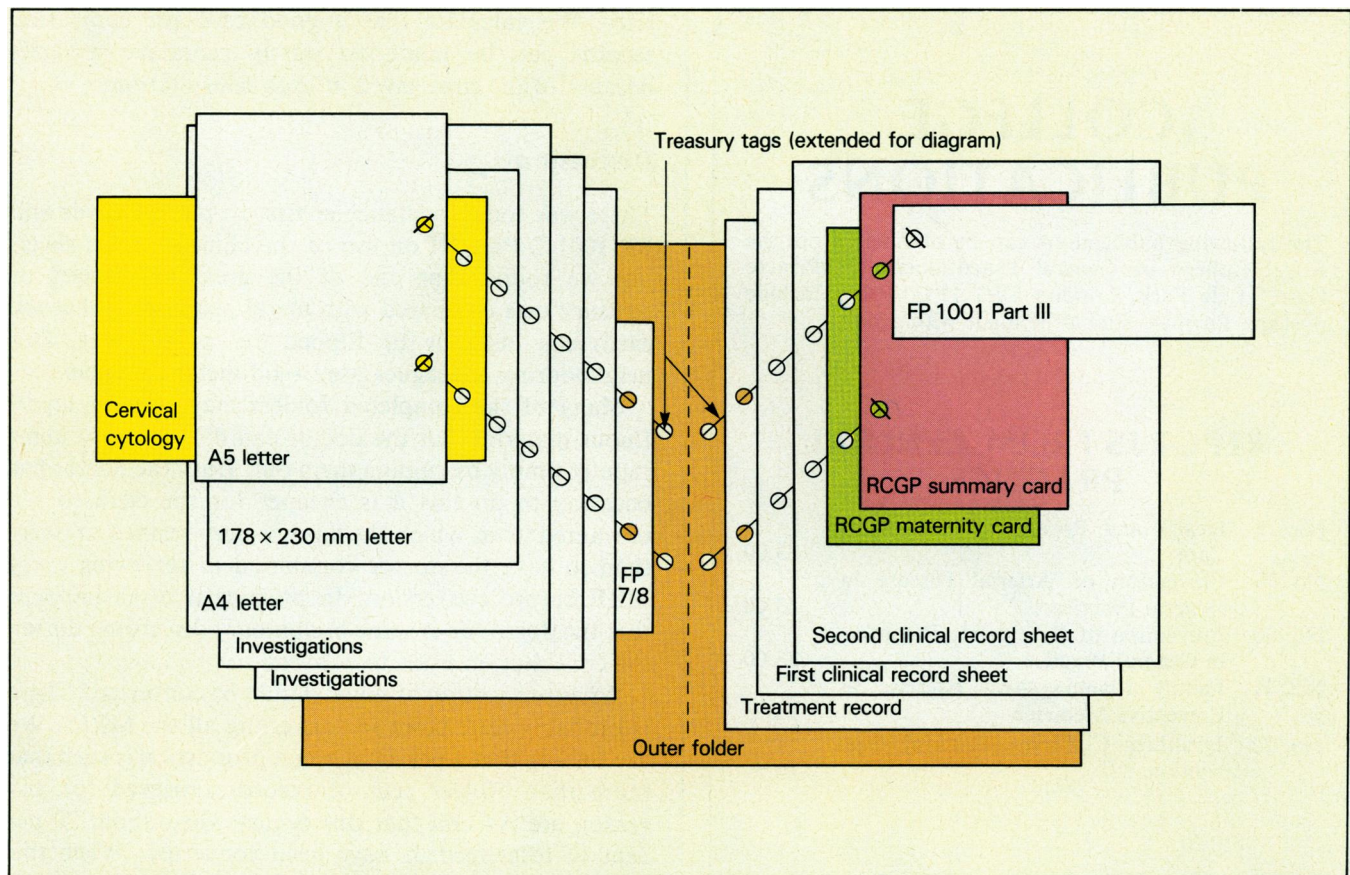 Treasury tags (extended for diagram)
Cervical
cytology
A5 letter
178 × 230 mm letter
A4 letter
Investigations
Investigations
FP
7/8
Outer folder
FP 1001 Part III
RCGP summary card
RCGP maternity card
Second clinical record sheet
First clinical record sheet
Treatment record